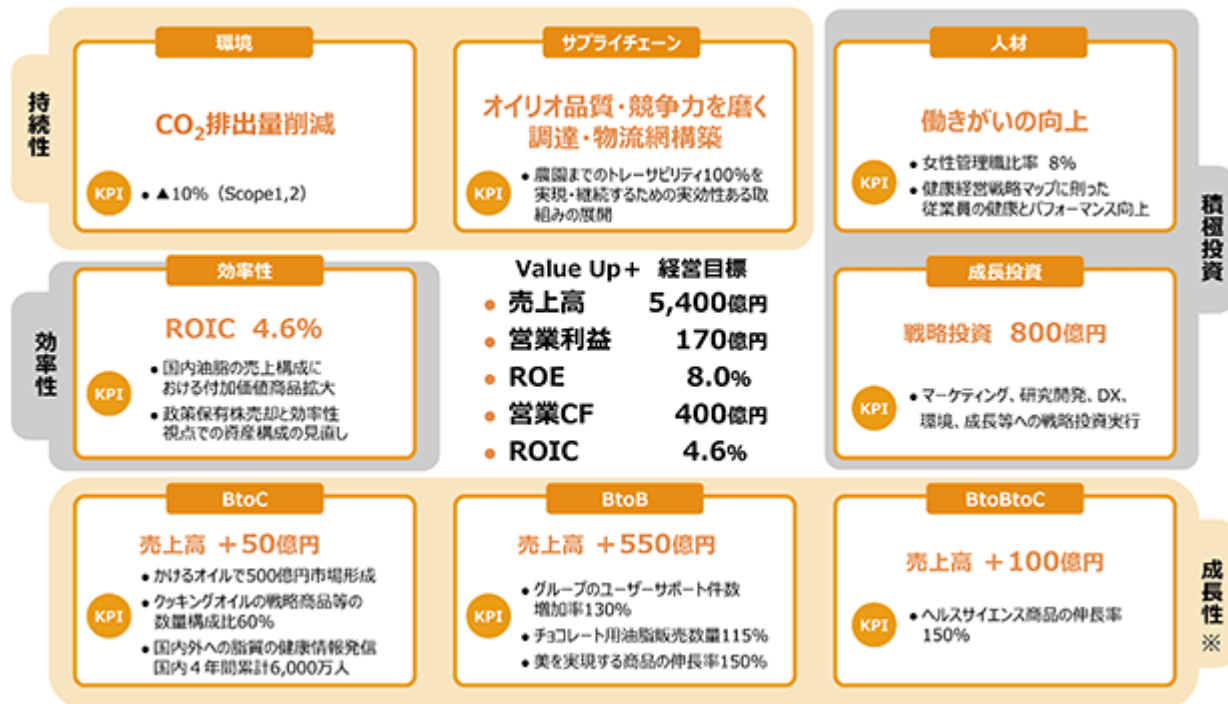 持続性
環境
CO₂排出量削減
KPI
• ▲10%（Scope1,2）
サプライチェーン
オイリオ品質・競争力を磨く
調達・物流網構築
KPI
• 農園までのトレーサビリティ100%を
実現・継続するための実効性ある取
組みの展開
積極投資
人材
働きがいの向上
KPI
• 女性管理職比率 8%
• 健康経営戦略マップに則った
従業員の健康とパフォーマンス向上
効率性
効率性
ROIC 4.6%
KPI
• 国内油脂の売上構成に
おける付加価値商品拡大
• 政策保有株売却と効率性
視点での資産構成の見直し
Value Up+ 経営目標
• 売上高 5,400億円
• 営業利益 170億円
• ROE 8.0%
• 営業CF 400億円
• ROIC 4.6%
成長投資
戦略投資 800億円
KPI
• マーケティング、研究開発、DX、
環境、成長等への戦略投資実行
成長性※
BtoC
売上高 +50億円
KPI
• かけるオイルで500億円市場形成
• クッキングオイルの戦略商品等の
数量構成比60%
• 国内外への脂質の健康情報発信
国内４年間累計6,000万人
BtoB
売上高 +550億円
KPI
• グループのユーザーサポート件数
増加率130%
• チョコレート用油脂販売数量115%
• 美を実現する商品の伸長率150%
BtoBtoC
売上高 +100億円
KPI
• ヘルスサイエンス商品の伸長率
150%